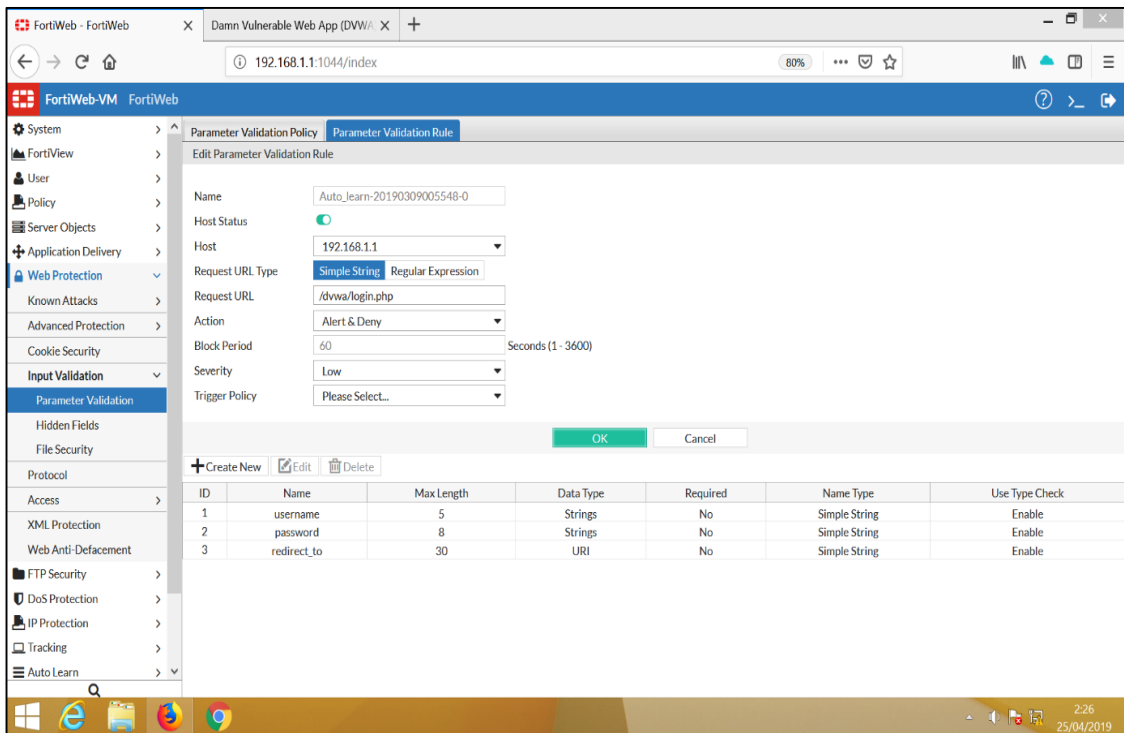 FortiWeb - FortiWeb
Damn Vulnerable Web App (DVWA
192.168.1.1:1044/index
80%
FortiWeb-VM FortiWeb
System
FortiView
User
Policy
Server Objects
Application Delivery
Web Protection
Known Attacks
Advanced Protection
Cookie Security
Input Validation
Parameter Validation
Hidden Fields
File Security
Protocol
Access
XML Protection
Web Anti-Defacement
FTP Security
DoS Protection
IP Protection
Tracking
Auto Learn
Parameter Validation Policy Parameter Validation Rule
Edit Parameter Validation Rule
Name Auto_learn-20190309005548-0
Host Status
Host 192.168.1.1
Request URL Type Simple String Regular Expression
Request URL /dvwa/login.php
Action Alert & Deny
Block Period 60 Seconds (1 - 3600)
Severity Low
Trigger Policy Please Select...
OK Cancel
Create New Edit Delete
ID Name Max Length Data Type Required Name Type Use Type Check
1 username 5 Strings No Simple String Enable
2 password 8 Strings No Simple String Enable
3 redirect_to 30 URI No Simple String Enable
2:26
25/04/2019